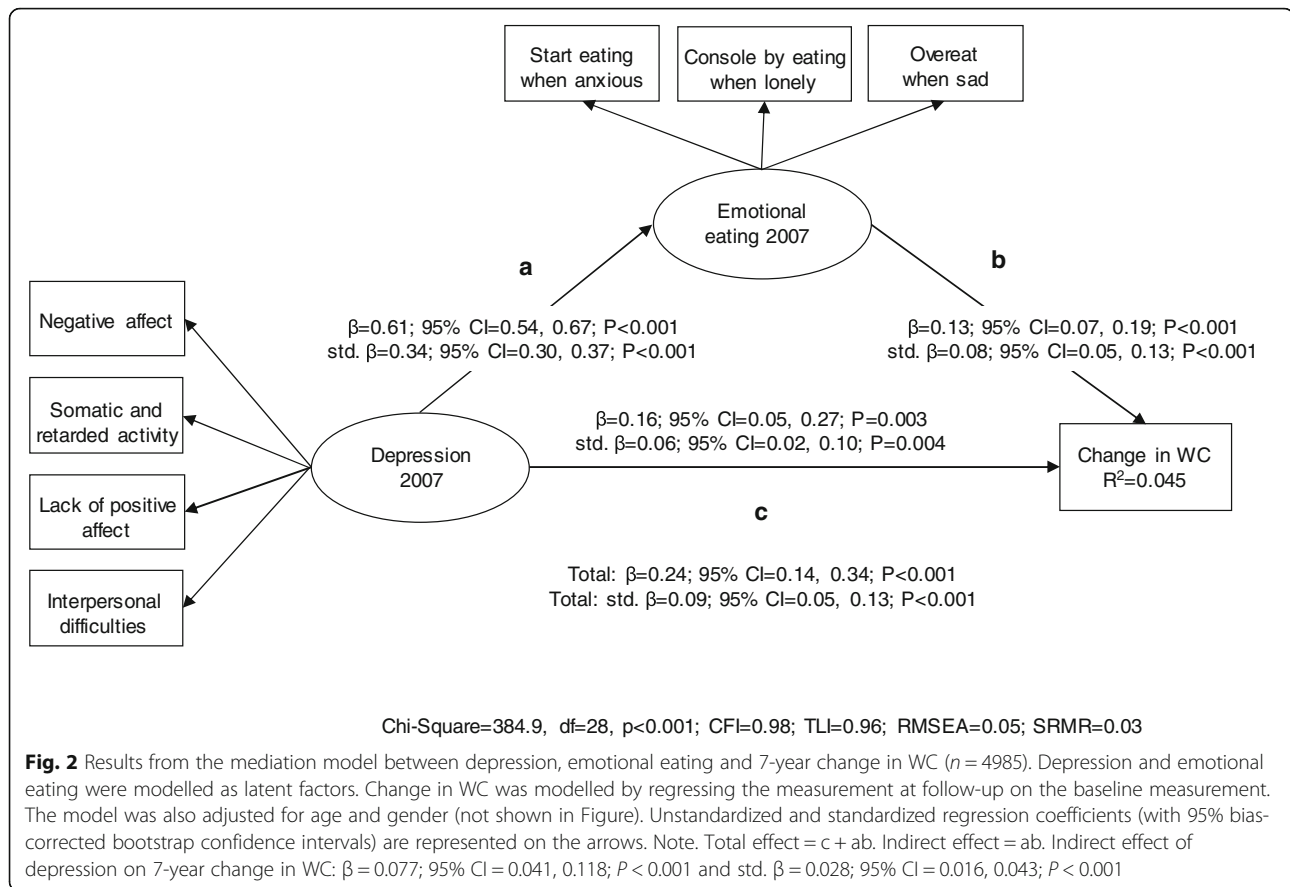 Start eating
when anxious
Console by eating
when lonely
Overeat
when sad
Emotional
eating 2007
a
b
Negative affect
β=0.61; 95% CI=0.54, 0.67; P<0.001
std. β=0.34; 95% CI=0.30, 0.37; P<0.001
β=0.13; 95% CI=0.07, 0.19; P<0.001
std. β=0.08; 95% CI=0.05, 0.13; P<0.001
Somatic and
retarded activity
β=0.16; 95% CI=0.05, 0.27; P=0.003
std. β=0.06; 95% CI=0.02, 0.10; P=0.004
Depression
2007
Change in WC
R²=0.045
Lack of positive
affect
c
Total: β=0.24; 95% CI=0.14, 0.34; P<0.001
Total: std. β=0.09; 95% CI=0.05, 0.13; P<0.001
Interpersonal
difficulties
Chi-Square=384.9, df=28, p<0.001; CFI=0.98; TLI=0.96; RMSEA=0.05; SRMR=0.03
Fig. 2 Results from the mediation model between depression, emotional eating and 7-year change in WC (n = 4985). Depression and emotional
eating were modelled as latent factors. Change in WC was modelled by regressing the measurement at follow-up on the baseline measurement.
The model was also adjusted for age and gender (not shown in Figure). Unstandardized and standardized regression coefficients (with 95% bias-
corrected bootstrap confidence intervals) are represented on the arrows. Note. Total effect = c + ab. Indirect effect = ab. Indirect effect of
depression on 7-year change in WC: β = 0.077; 95% CI = 0.041, 0.118; P < 0.001 and std. β = 0.028; 95% CI = 0.016, 0.043; P < 0.001